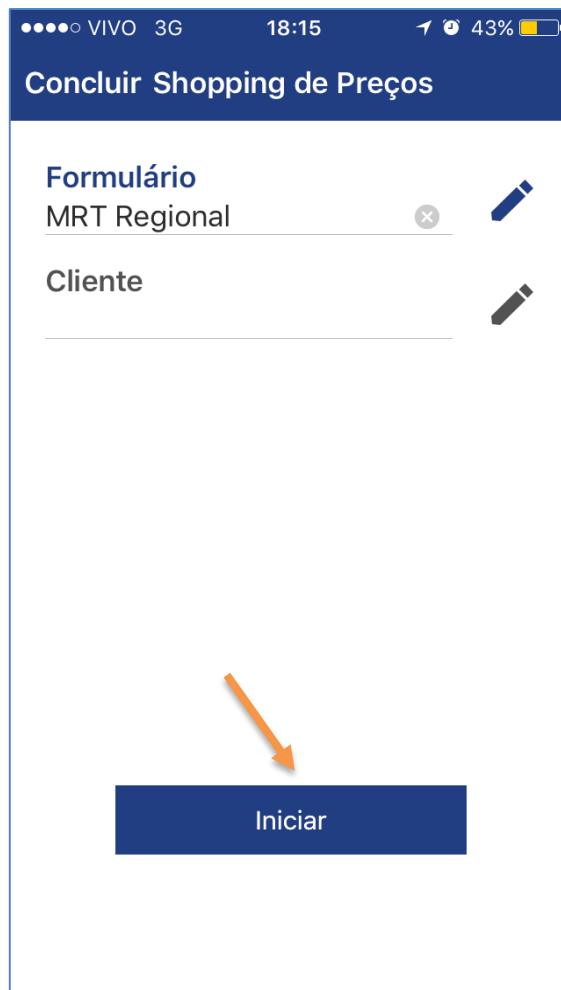 VIVO 3G 18:15 43%
Concluir Shopping de Preços
Formulário
MRT Regional
Cliente
Iniciar